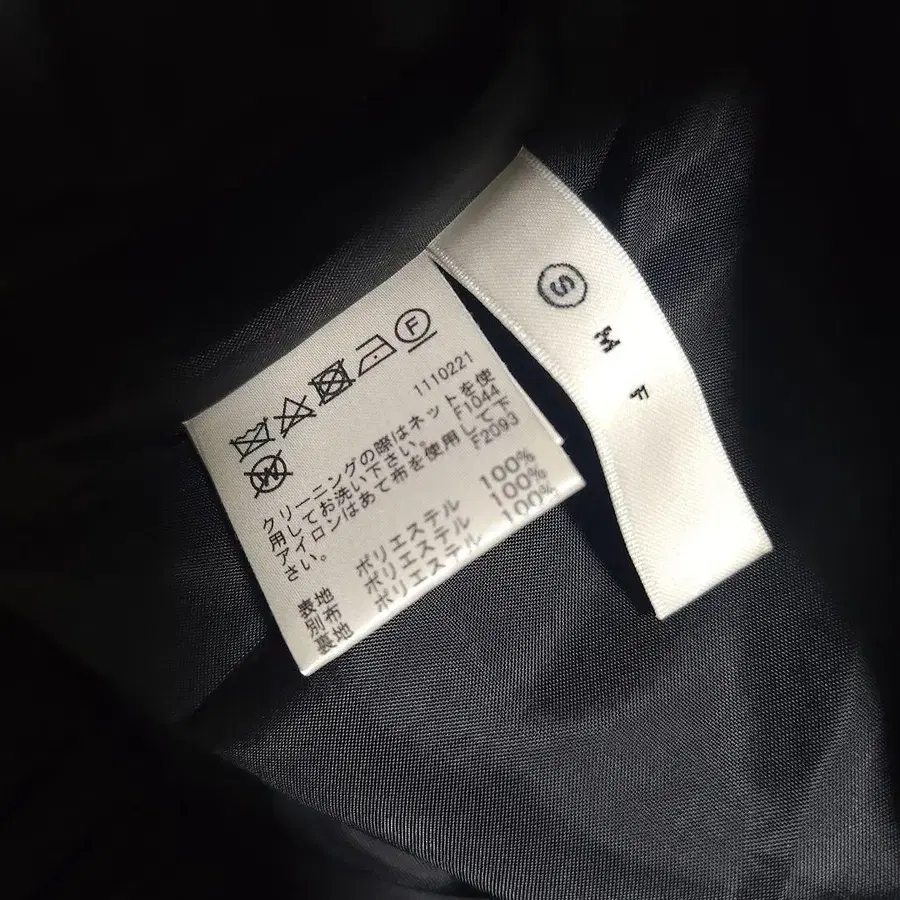 F
W
1110221
クリーニングの際はネットを使
用してお洗い下さい。 F1044
アイロンはあて布を使用して下
さい。 F2093
表地 ポリエステル 100%
別布 ポリエステル 100%
裏地 ポリエステル 100%
S
M
F